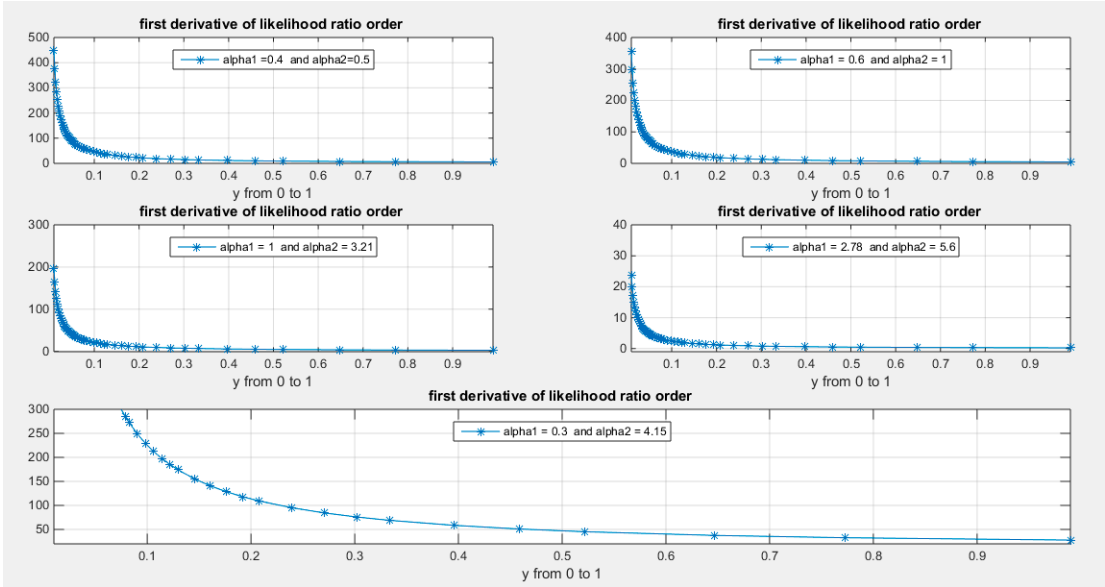 first derivative of likelihood ratio order
500
400
300
200
100
0
alpha1 =0.4 and alpha2=0.5
0.1 0.2 0.3 0.4 0.5 0.6 0.7 0.8 0.9
y from 0 to 1
first derivative of likelihood ratio order
400
300
200
100
0
alpha1 = 0.6 and alpha2 = 1
0.1 0.2 0.3 0.4 0.5 0.6 0.7 0.8 0.9
y from 0 to 1
first derivative of likelihood ratio order
300
200
100
0
alpha1 = 1 and alpha2 = 3.21
0.1 0.2 0.3 0.4 0.5 0.6 0.7 0.8 0.9
y from 0 to 1
first derivative of likelihood ratio order
40
30
20
10
0
alpha1 = 2.78 and alpha2 = 5.6
0.1 0.2 0.3 0.4 0.5 0.6 0.7 0.8 0.9
y from 0 to 1
first derivative of likelihood ratio order
300
250
200
150
100
50
alpha1 = 0.3 and alpha2 = 4.15
0.1 0.2 0.3 0.4 0.5 0.6 0.7 0.8 0.9
y from 0 to 1